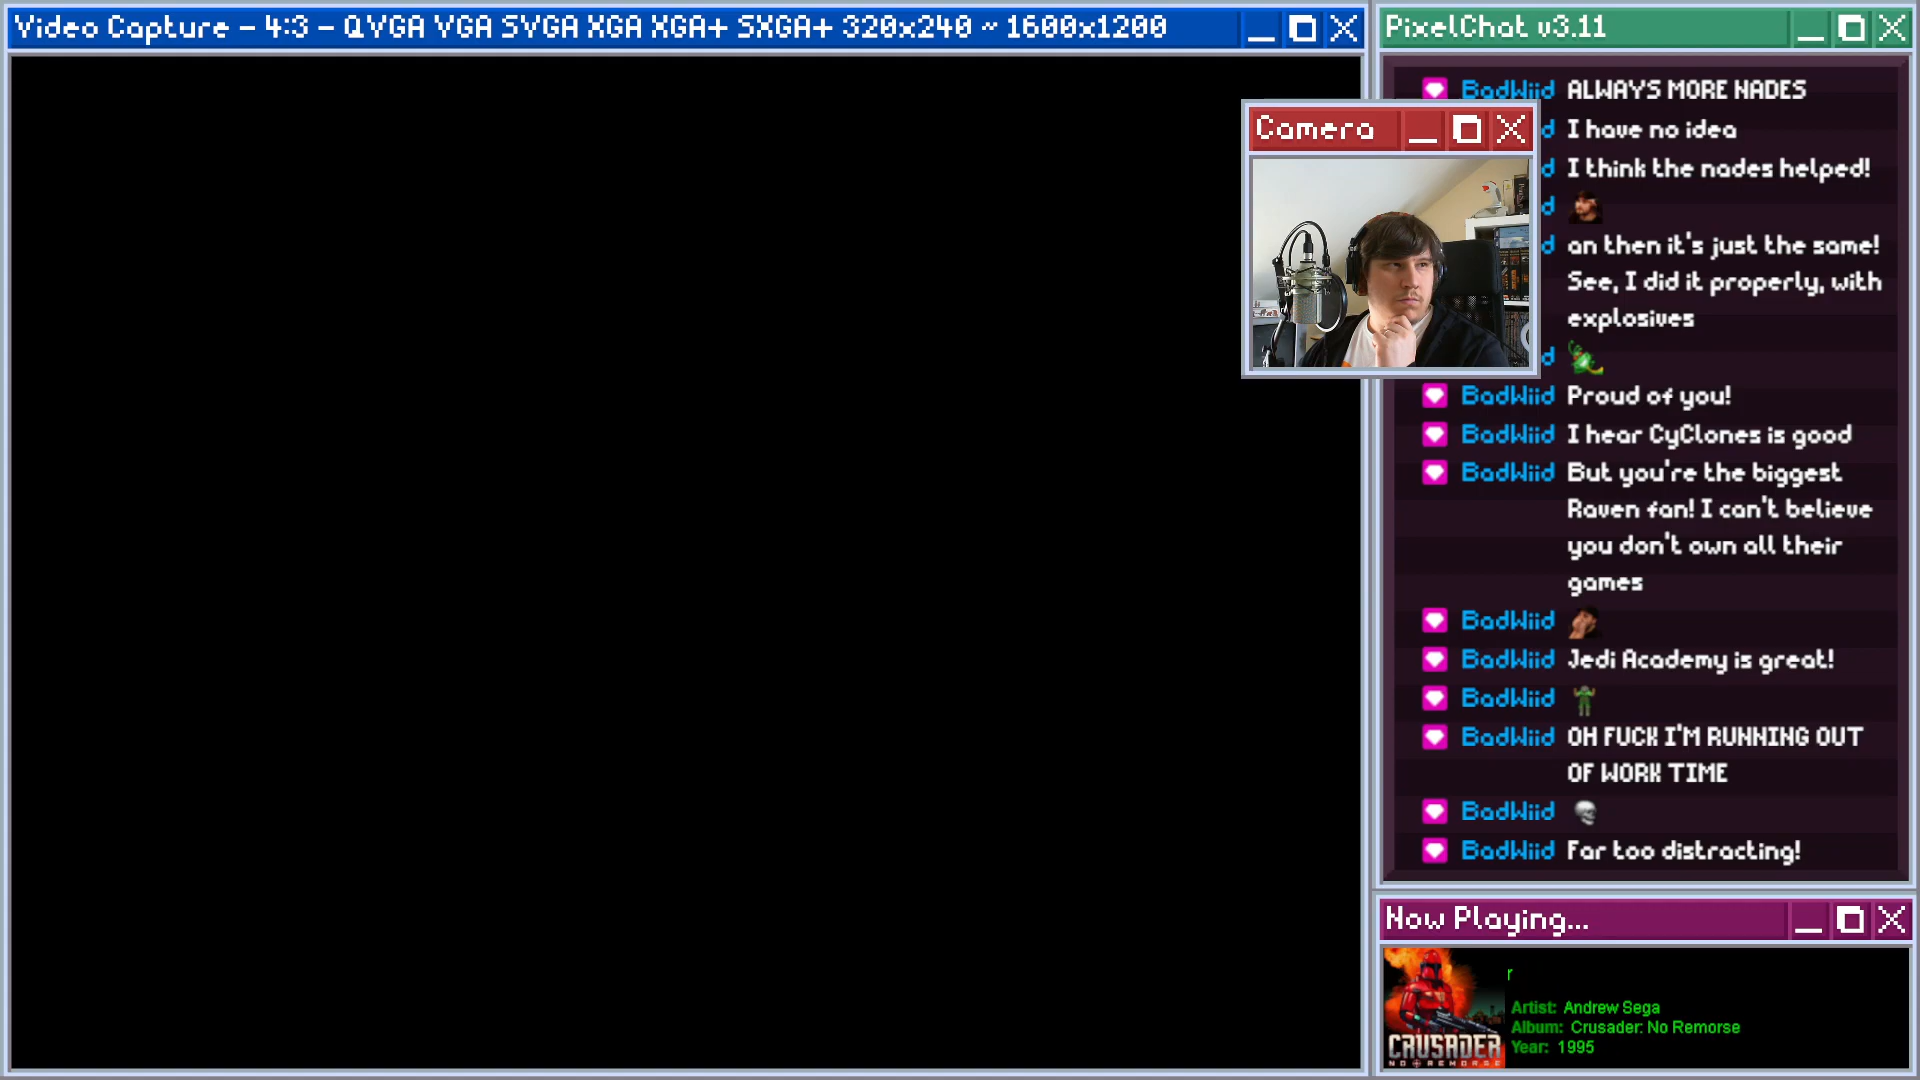 Video Capture - 4:3 - QVGA VGA SVGA XGA XGA+ SXGA+ 320x240 ~ 1600x1200
PixelChat v3.11
BadWiid ALWAYS MORE NADES
Camera
d I have no idea
d I think the nades helped!
d
d an then it's just the same!
See, I did it properly, with
explosives
d
BadWiid Proud of you!
BadWiid I hear CyClones is good
BadWiid But you're the biggest
Raven fan! I can't believe
you don't own all their
games
BadWiid
BadWiid Jedi Academy is great!
BadWiid
BadWiid OH FUCK I'M RUNNING OUT
OF WORK TIME
BadWiid
BadWiid Far too distracting!
Now Playing...
r
Artist: Andrew Sega
Album: Crusader: No Remorse
Year: 1995
CRUSADER
NO REMORSE